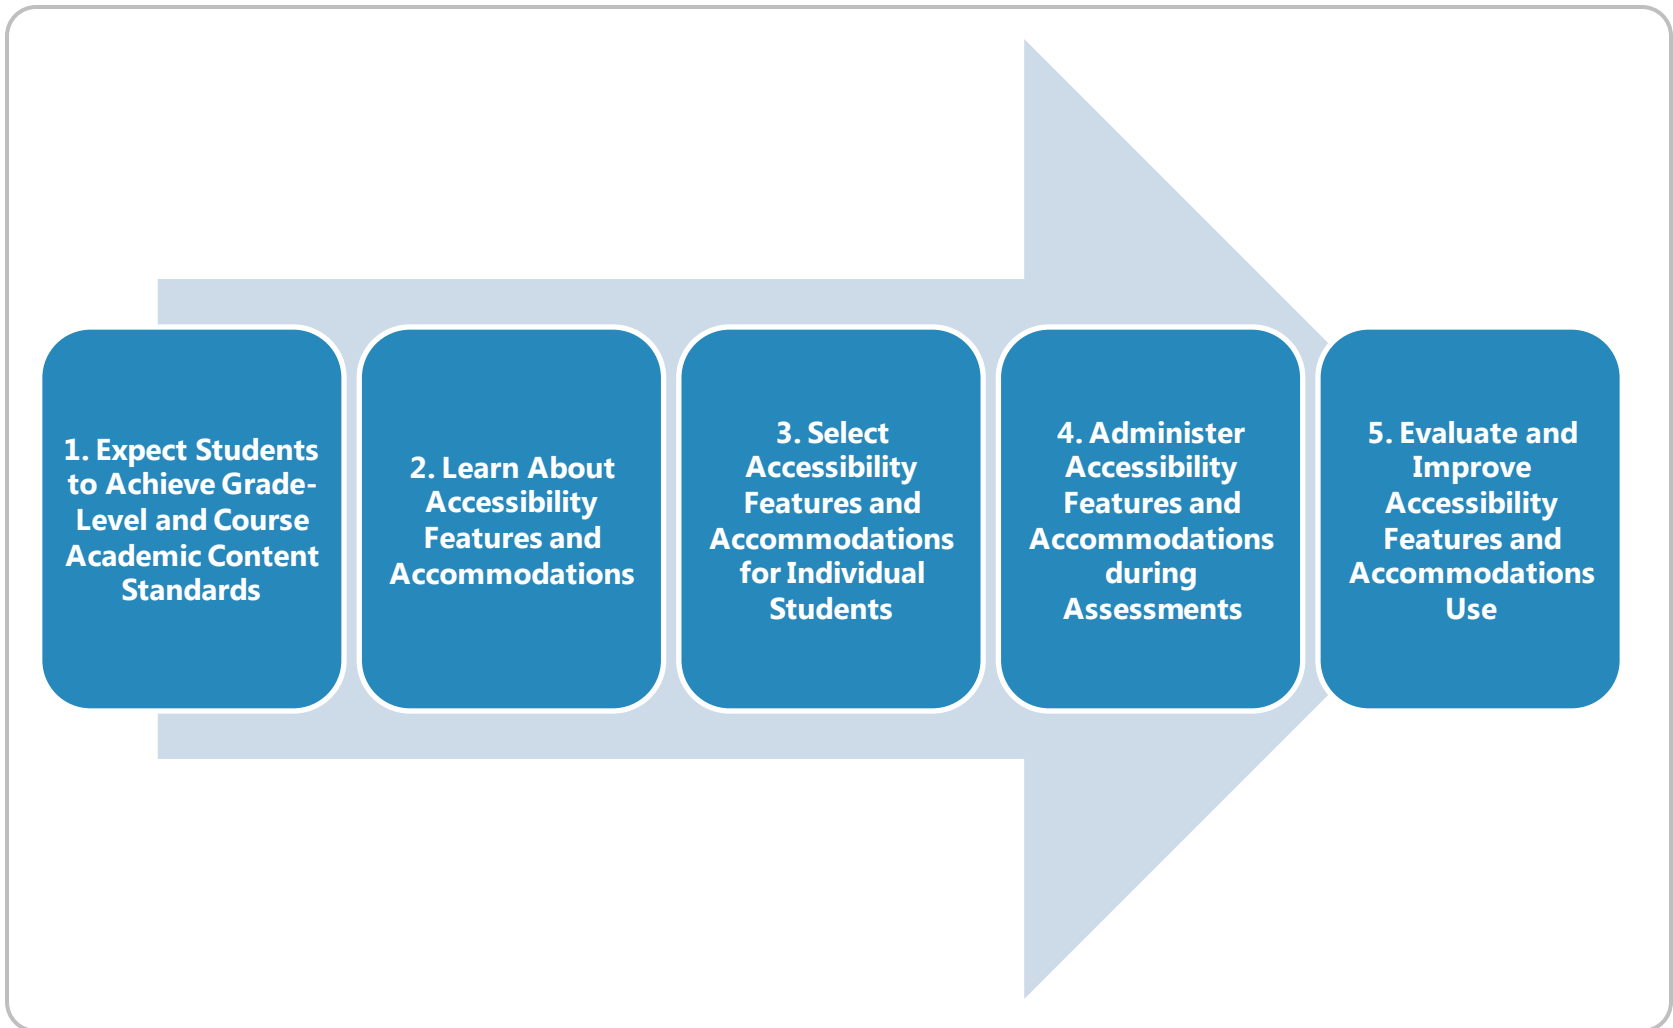 1. Expect Students
to Achieve Grade-
Level and Course
Academic Content
Standards
2. Learn About
Accessibility
Features and
Accommodations
3. Select
Accessibility
Features and
Accommodations
for Individual
Students
4. Administer
Accessibility
Features and
Accommodations
during
Assessments
5. Evaluate and
Improve
Accessibility
Features and
Accommodations
Use